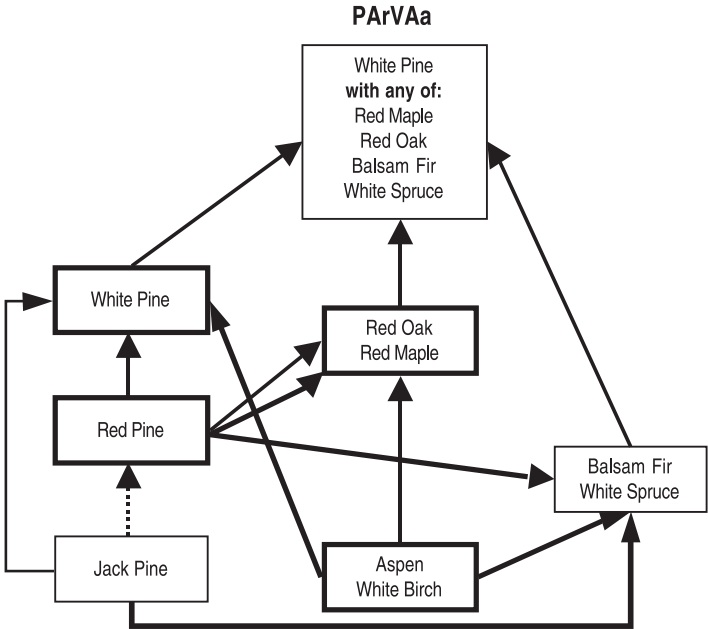 PArVAa
White Pine
with any of:
Red Maple
Red Oak
Balsam Fir
White Spruce
White Pine
Red Oak
Red Maple
Red Pine
Balsam Fir
White Spruce
Jack Pine
Aspen
White Birch